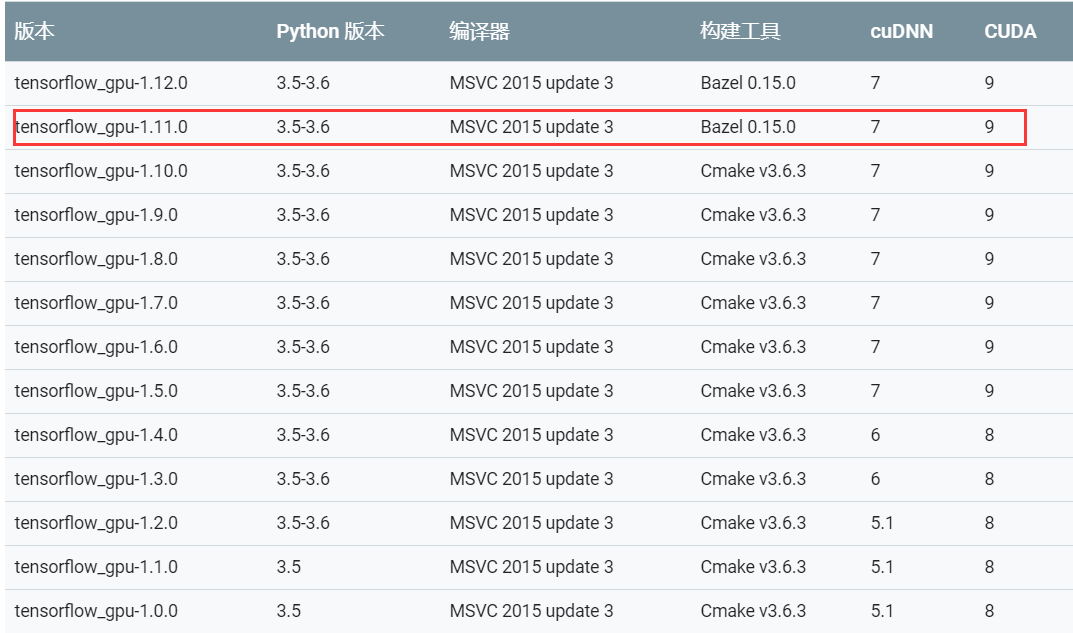 版本 Python 版本 编译器 构建工具 cuDNN CUDA
tensorflow_gpu-1.12.0 3.5-3.6 MSVC 2015 update 3 Bazel 0.15.0 7 9
tensorflow_gpu-1.11.0 3.5-3.6 MSVC 2015 update 3 Bazel 0.15.0 7 9
tensorflow_gpu-1.10.0 3.5-3.6 MSVC 2015 update 3 Cmake v3.6.3 7 9
tensorflow_gpu-1.9.0 3.5-3.6 MSVC 2015 update 3 Cmake v3.6.3 7 9
tensorflow_gpu-1.8.0 3.5-3.6 MSVC 2015 update 3 Cmake v3.6.3 7 9
tensorflow_gpu-1.7.0 3.5-3.6 MSVC 2015 update 3 Cmake v3.6.3 7 9
tensorflow_gpu-1.6.0 3.5-3.6 MSVC 2015 update 3 Cmake v3.6.3 7 9
tensorflow_gpu-1.5.0 3.5-3.6 MSVC 2015 update 3 Cmake v3.6.3 7 9
tensorflow_gpu-1.4.0 3.5-3.6 MSVC 2015 update 3 Cmake v3.6.3 6 8
tensorflow_gpu-1.3.0 3.5-3.6 MSVC 2015 update 3 Cmake v3.6.3 6 8
tensorflow_gpu-1.2.0 3.5-3.6 MSVC 2015 update 3 Cmake v3.6.3 5.1 8
tensorflow_gpu-1.1.0 3.5 MSVC 2015 update 3 Cmake v3.6.3 5.1 8
tensorflow_gpu-1.0.0 3.5 MSVC 2015 update 3 Cmake v3.6.3 5.1 8